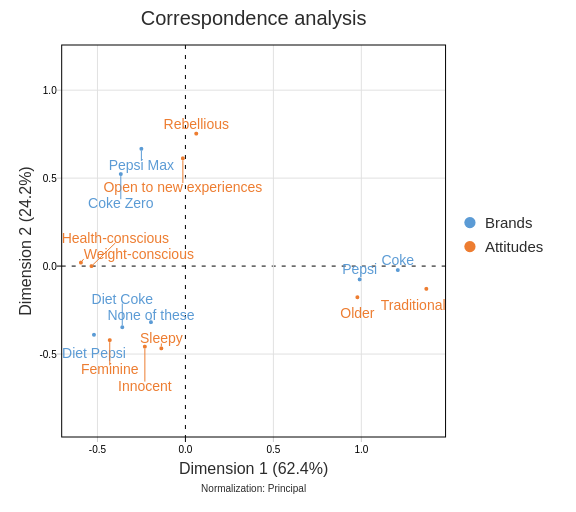 Correspondence analysis
1.0
Rebellious
Pepsi Max
0.5
Open to new experiences
Coke Zero
Brands
Health-conscious
Attitudes
Weight-conscious
Coke
0.0
Pepsi
Diet Coke
Traditional
None of these
Older
Sleepy
-0.5
Diet Pepsi
Feminine
Innocent
Dimension 2 (24.2%)
-0.5
0.0
0.5
1.0
Dimension 1 (62.4%)
Normalization: Principal